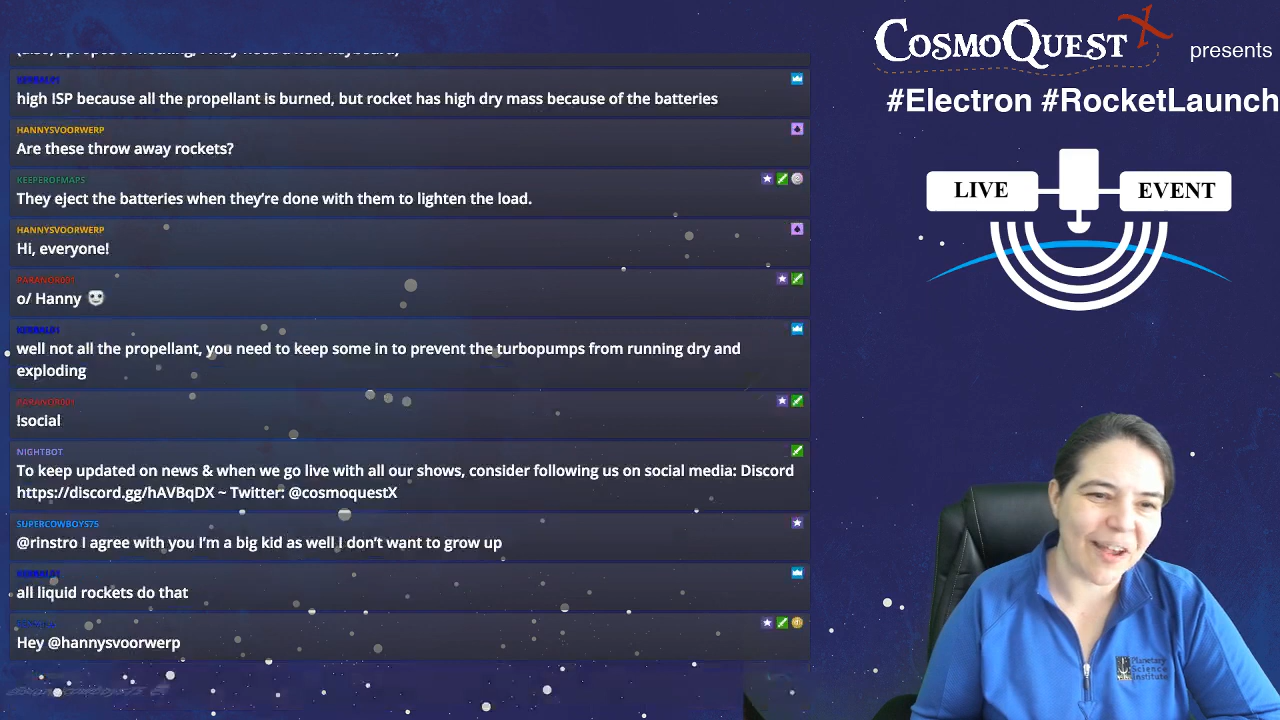 CosmoQuest X presents
#Electron #RocketLaunch
LIVE EVENT
high ISP because all the propellant is burned, but rocket has high dry mass because of the batteries
HANNYSVOORWERP
Are these throw away rockets?
KEEPEROFMAPS
They eject the batteries when they're done with them to lighten the load.
HANNYSVOORWERP
Hi, everyone!
PARANOR001
o/ Hanny
well not all the propellant, you need to keep some in to prevent the turbopumps from running dry and
exploding
PARANOR001
!social
NIGHTBOT
To keep updated on news & when we go live with all our shows, consider following us on social media: Discord
https://discord.gg/hAVBqDX ~ Twitter: @cosmoquestX
SUPERCOWBOYS75
@rinstro I agree with you I'm a big kid as well I don't want to grow up
all liquid rockets do that
Hey @hannysvoorwerp
Planetary
Science
Institute